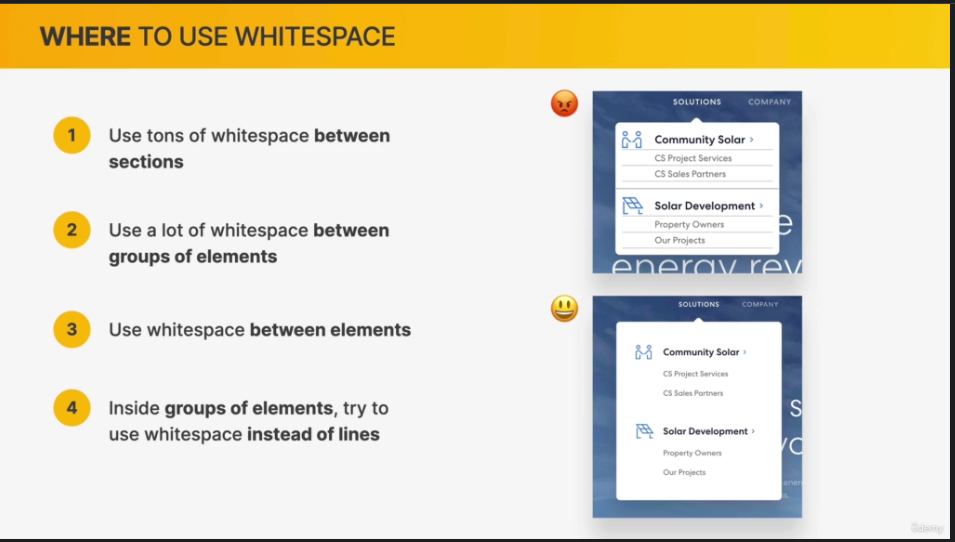 WHERE TO USE WHITESPACE
1
Use tons of whitespace between
sections
2
Use a lot of whitespace between
groups of elements
3
Use whitespace between elements
4
Inside groups of elements, try to
use whitespace instead of lines
SOLUTIONS COMPANY
Community Solar ›
CS Project Services
CS Sales Partners
Solar Development ›
Property Owners
Our Projects
e
energy rev
SOLUTIONS COMPANY
Community Solar ›
CS Project Services
CS Sales Partners
Solar Development ›
Property Owners
Our Projects
Udemy